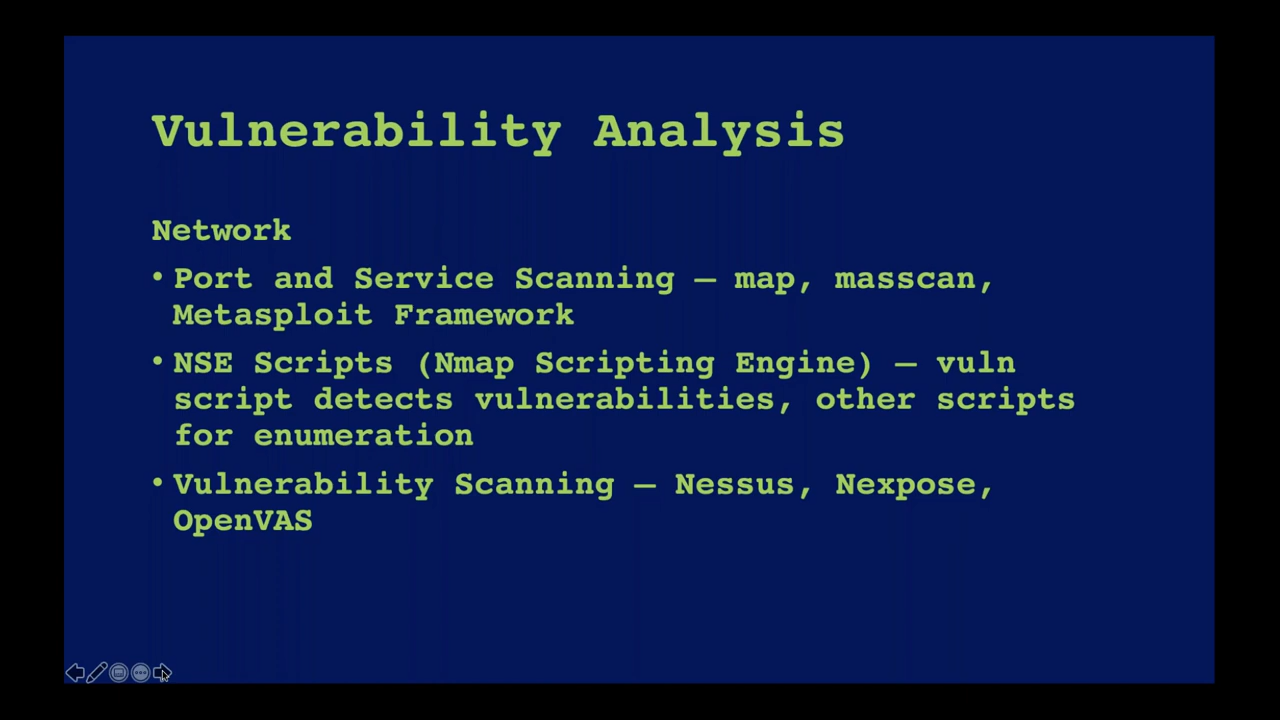 Vulnerability Analysis
Network
• Port and Service Scanning – map, masscan,
Metasploit Framework
• NSE Scripts (Nmap Scripting Engine) – vuln
script detects vulnerabilities, other scripts
for enumeration
• Vulnerability Scanning – Nessus, Nexpose,
OpenVAS